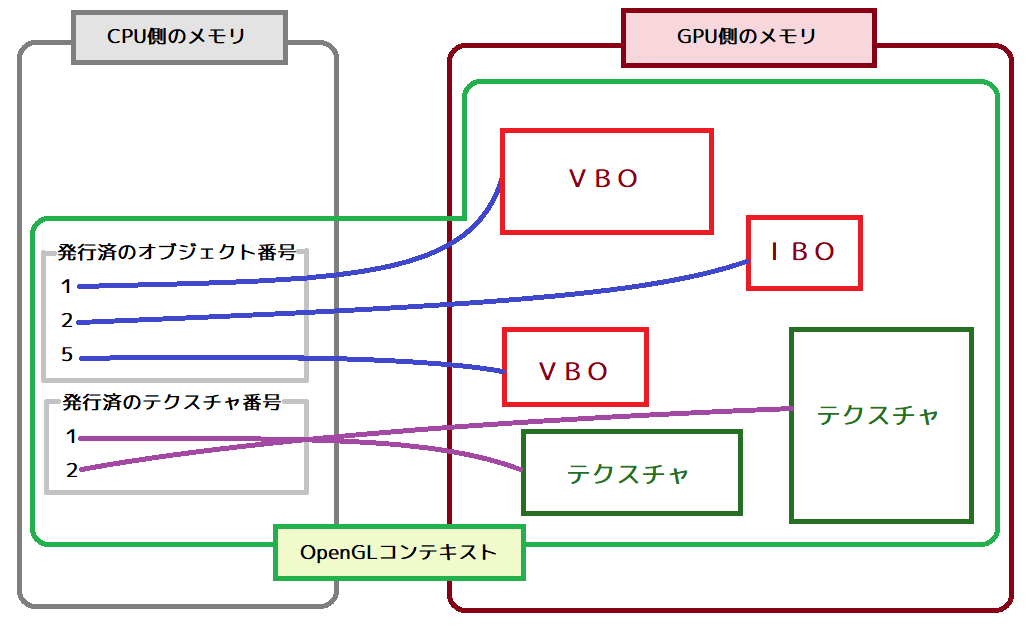 CPU側のメモリ
GPU側のメモリ
VBO
IBO
発行済のオブジェクト番号
1
2
5
VBO
発行済のテクスチャ番号
1
2
テクスチャ
テクスチャ
OpenGLコンテキスト